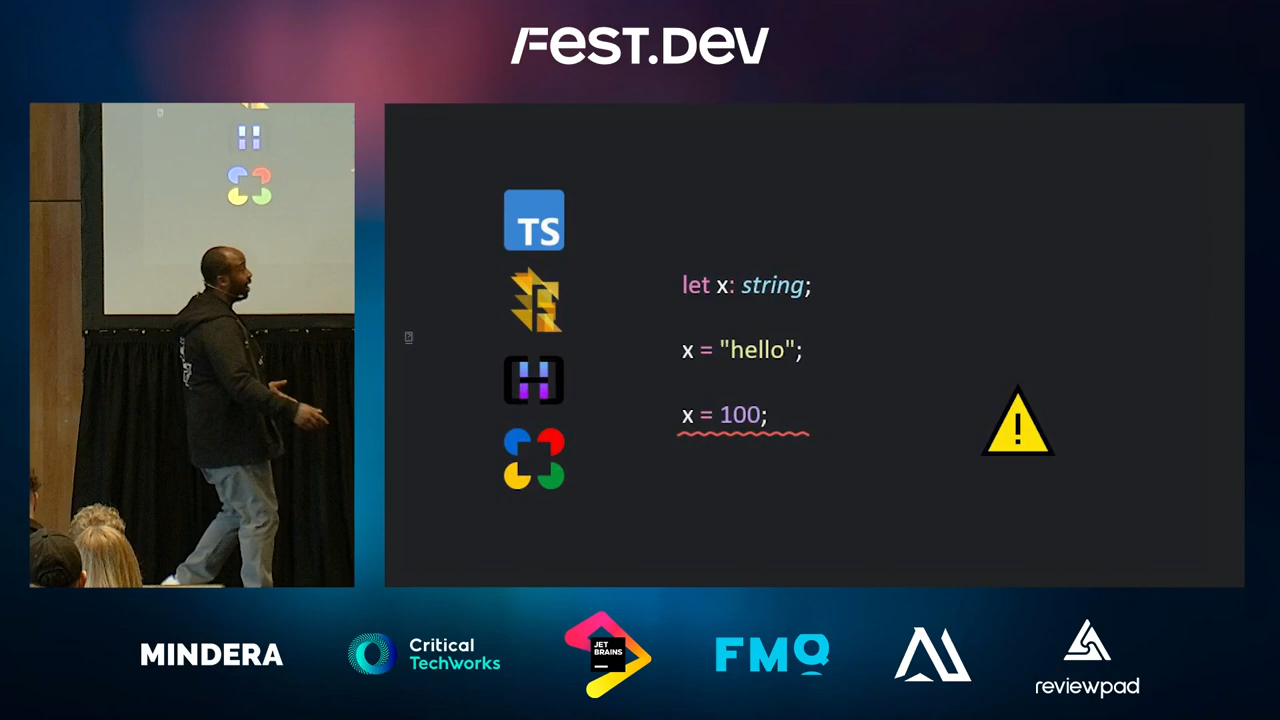 FEST.DEV
TS
let x: string;
x = "hello";
x = 100;
!
H
MINDERA
Critical
TechWorks
JET
BRAINS
FMQ
reviewpad